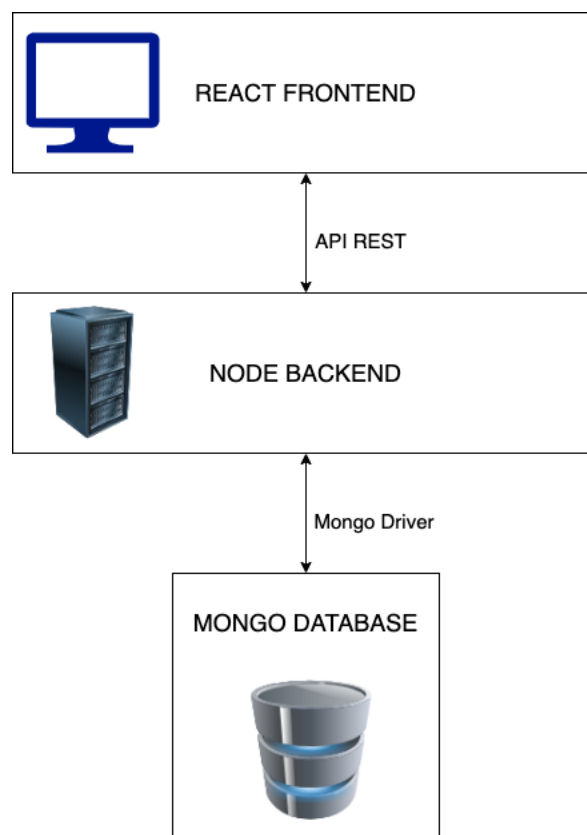 REACT FRONTEND
API REST
NODE BACKEND
Mongo Driver
MONGO DATABASE